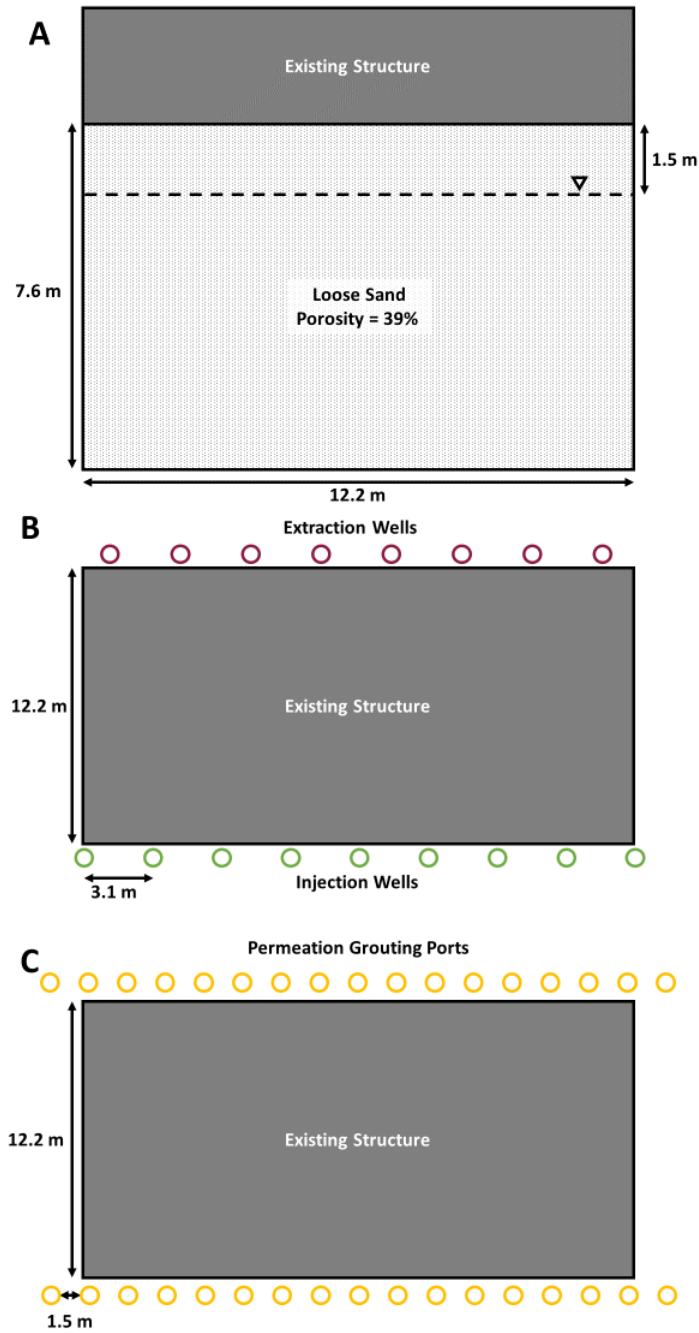 A
Existing Structure
1.5 m
7.6 m
Loose Sand
Porosity = 39%
12.2 m
B
Extraction Wells
12.2 m
Existing Structure
3.1 m
Injection Wells
C
Permeation Grouting Ports
12.2 m
Existing Structure
1.5 m